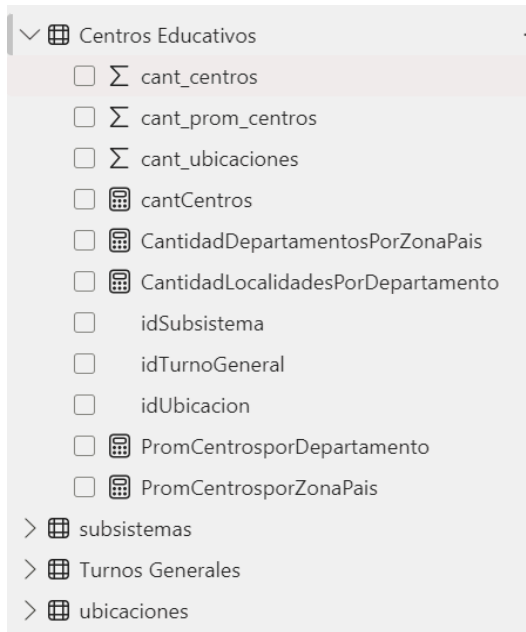 Centros Educativos
cant_centros
cant_prom_centros
cant_ubicaciones
cantCentros
CantidadDepartamentosPorZonaPais
CantidadLocalidadesPorDepartamento
idSubsistema
idTurnoGeneral
idUbicacion
PromCentrosporDepartamento
PromCentrosporZonaPais
subsistemas
Turnos Generales
ubicaciones